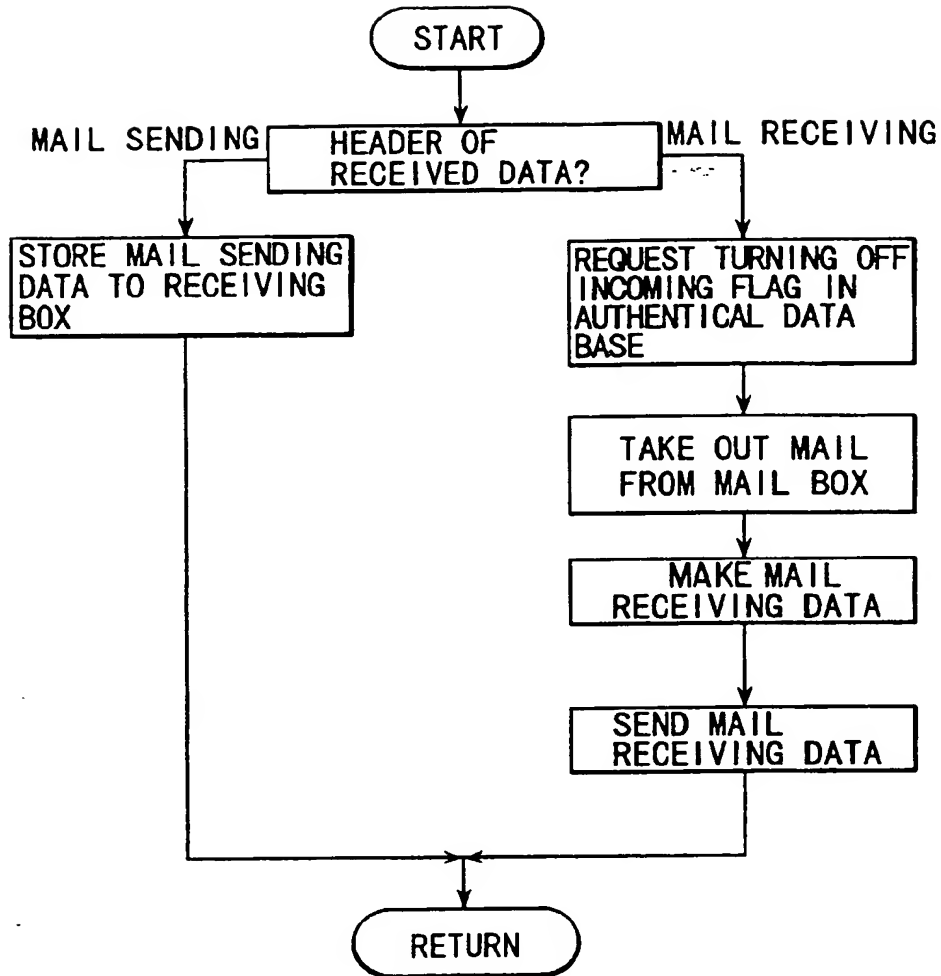 START
MAIL SENDING
HEADER OF
RECEIVED DATA?
MAIL RECEIVING
STORE MAIL SENDING
DATA TO RECEIVING
BOX
REQUEST TURNING OFF
INCOMING FLAG IN
AUTHENTICAL DATA
BASE
TAKE OUT MAIL
FROM MAIL BOX
MAKE MAIL
RECEIVING DATA
SEND MAIL
RECEIVING DATA
RETURN